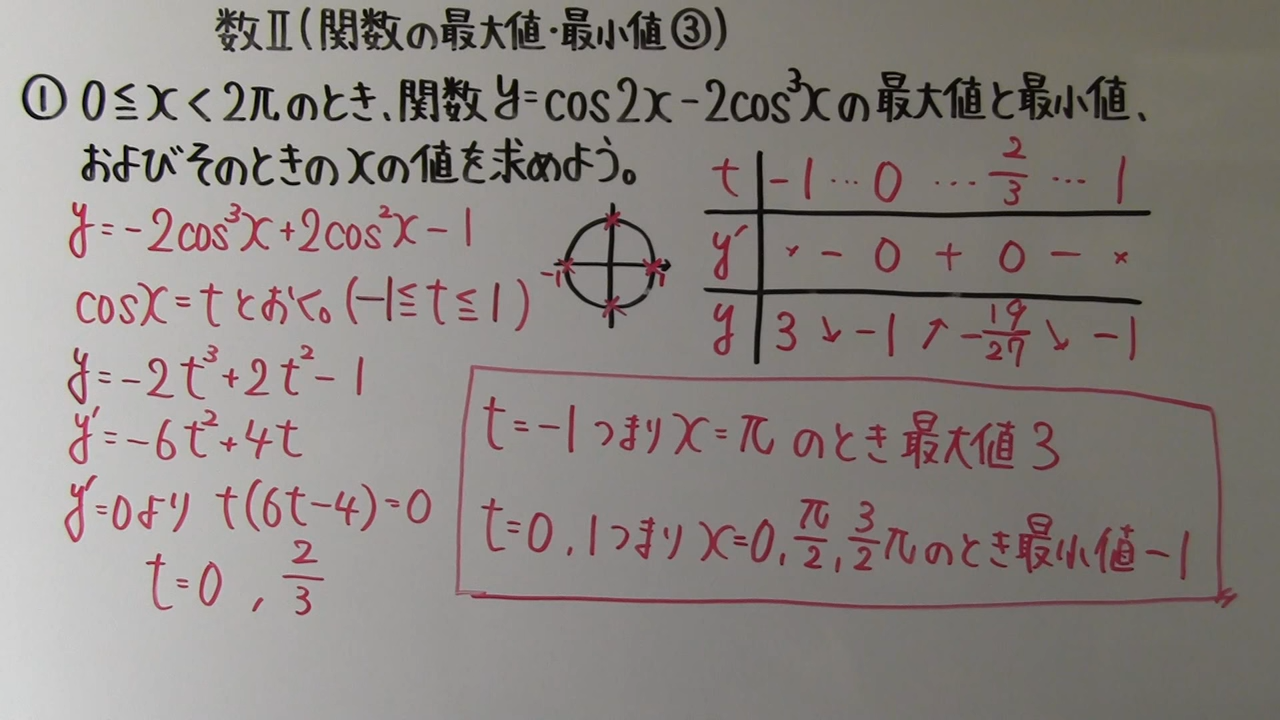 数Ⅱ(関数の最大値・最小値③)
① 0≦x<2πのとき、関数y=cos2x-2cos³xの最大値と最小値、
およびそのときのxの値を求めよう。
y=-2cos³x+2cos²x-1
cosx=tとおく。(-1≦t≦1)
y=-2t³+2t²-1
y'=-6t²+4t
y'=0より t(6t-4)=0
t=0, 2/3
-1 1
t -1 … 0 … 2/3 … 1
y' × - 0 + 0 - ×
y 3 ↘ -1 ↗ -19/27 ↘ -1
t=-1つまりx=πのとき最大値3
t=0,1つまりx=0,π/2,3/2πのとき最小値-1